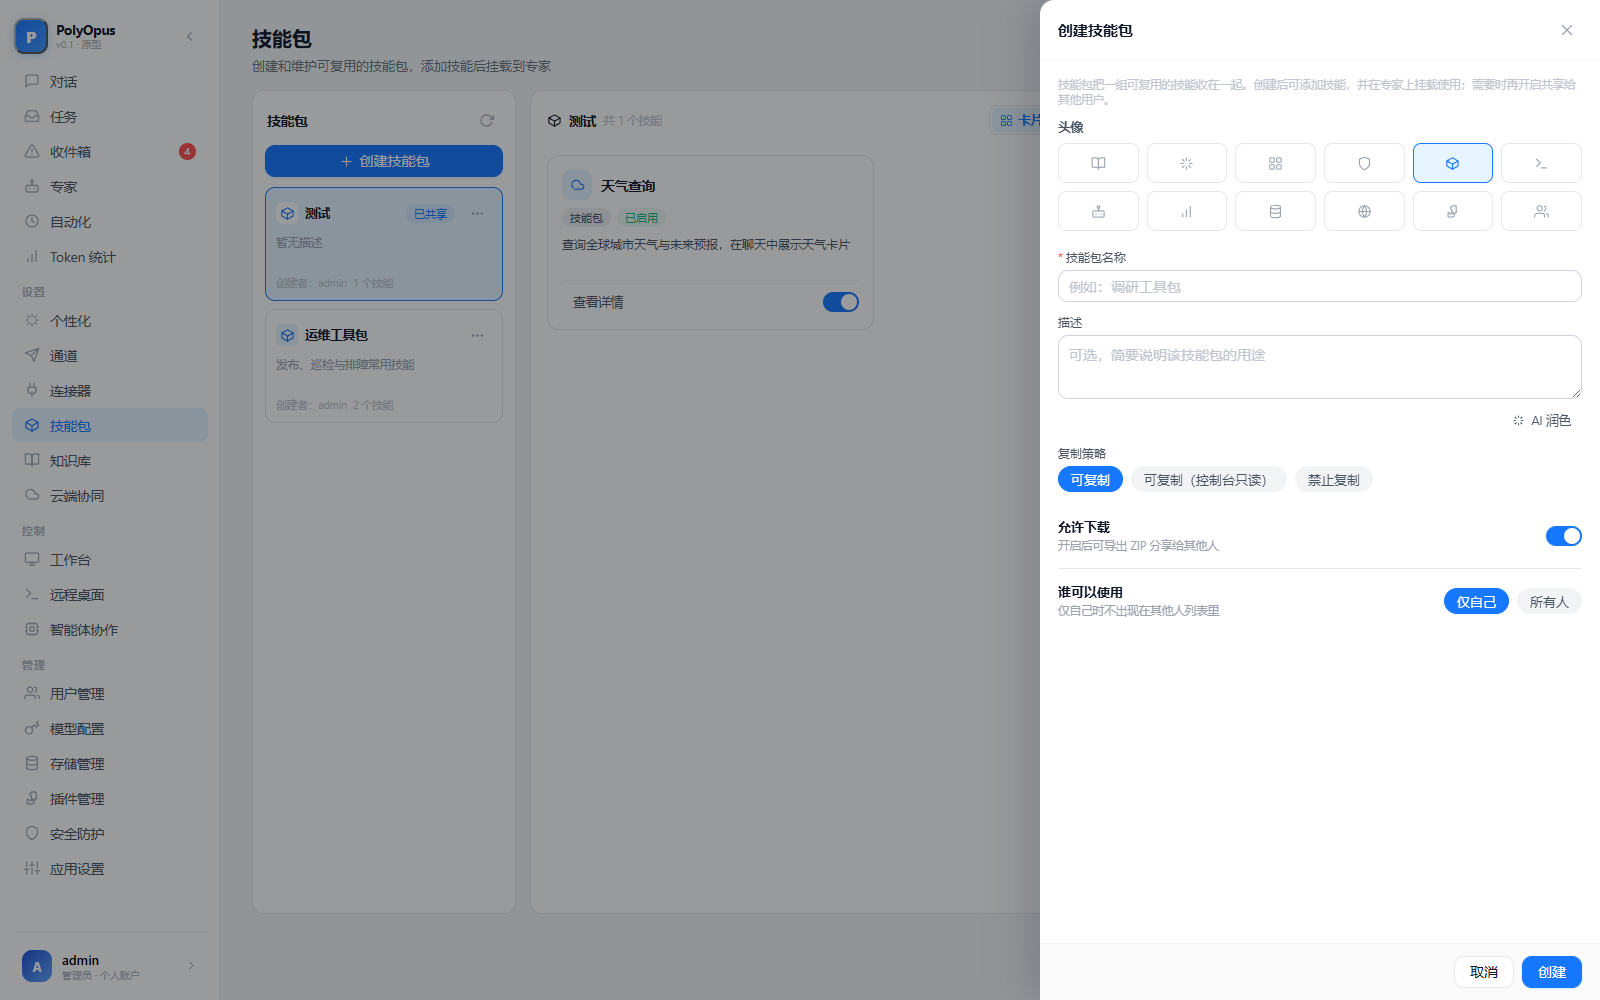 P
PolyOpus
v0.1 · 原型
对话
任务
收件箱
4
专家
自动化
Token 统计
设置
个性化
通道
连接器
技能包
知识库
云端协同
控制
工作台
远程桌面
智能体协作
管理
用户管理
模型配置
存储管理
插件管理
安全防护
应用设置
A
admin
管理员 · 个人账户
技能包
创建和维护可复用的技能包，添加技能后挂载到专家
技能包
+ 创建技能包
测试
已共享
暂无描述
创建者：admin 1 个技能
运维工具包
发布、巡检与排障常用技能
创建者：admin 2 个技能
测试 共 1 个技能
卡片
天气查询
技能包 已启用
查询全球城市天气与未来预报，在聊天中展示天气卡片
查看详情
创建技能包
技能包把一组可复用的技能收在一起。创建后可添加技能，并在专家上挂载使用；需要时再开启共享给
其他用户。
头像
* 技能包名称
例如：调研工具包
描述
可选，简要说明该技能包的用途
AI 润色
复制策略
可复制 可复制（控制台只读） 禁止复制
允许下载
开启后可导出 ZIP 分享给其他人
谁可以使用
仅自己时不出现在其他人列表里
仅自己 所有人
取消 创建